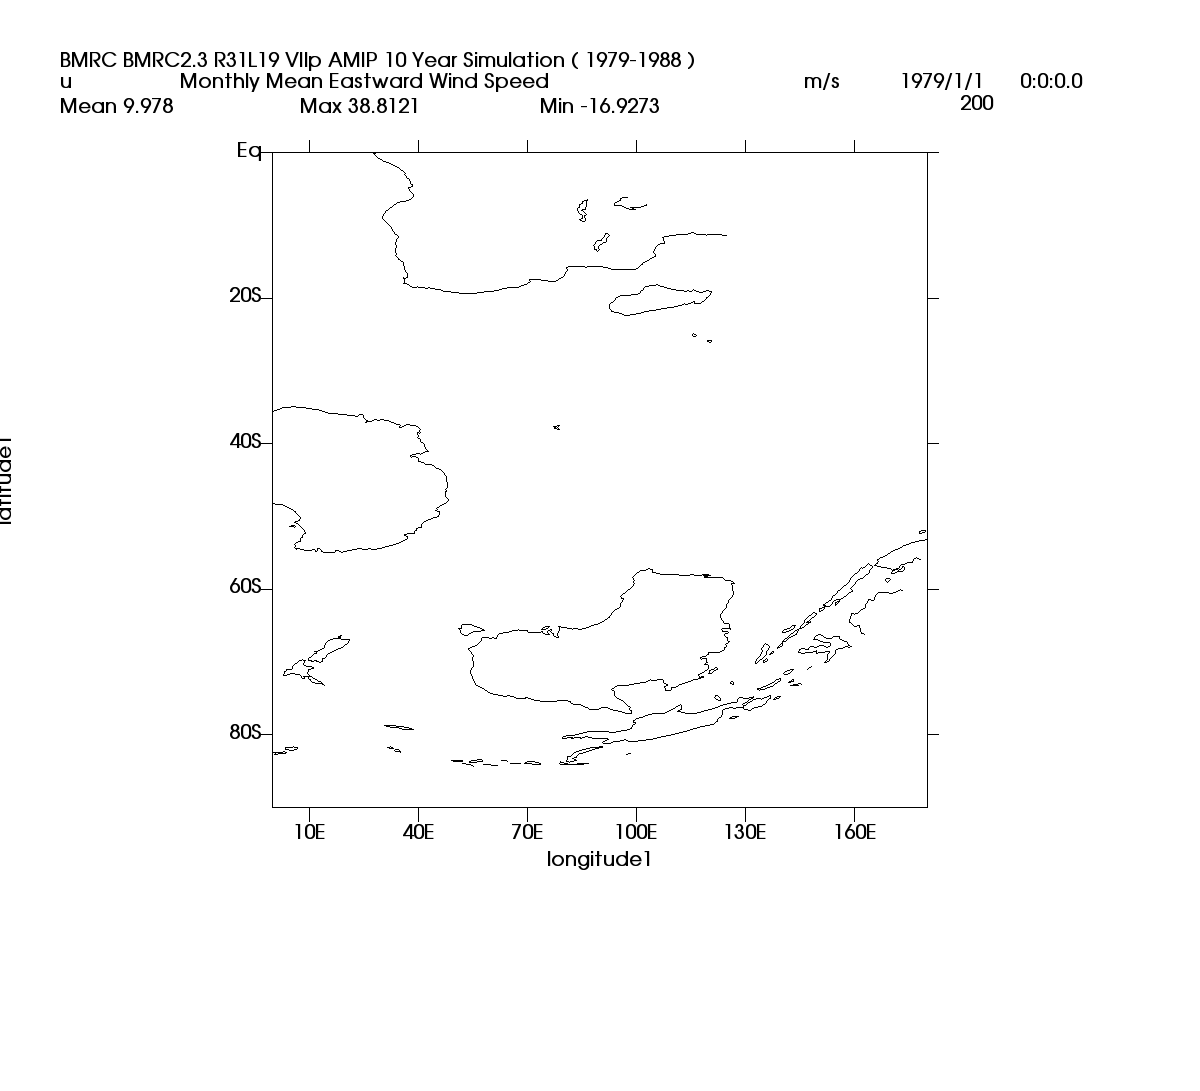 BMRC BMRC2.3 R31L19 VIIp AMIP 10 Year Simulation ( 1979-1988 )
u Monthly Mean Eastward Wind Speed m/s 1979/1/1 0:0:0.0
Mean 9.978 Max 38.8121 Min -16.9273 200
Eq
20S
40S
latitude1
60S
80S
10E 40E 70E 100E 130E 160E
longitude1